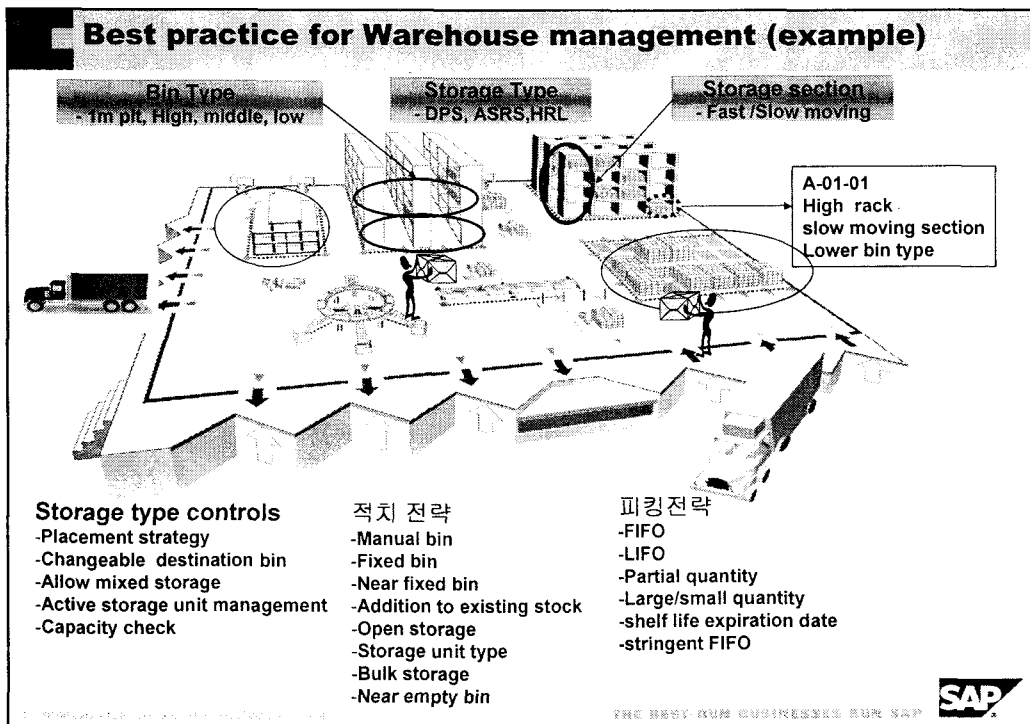 Best practice for Warehouse management (example)
Bin Type
- 1m plt, High, middle, low
Storage Type
- DPS, ASRS,HRL
Storage section
- Fast /Slow moving
A-01-01
High rack
slow moving section
Lower bin type
Storage type controls
-Placement strategy
-Changeable destination bin
-Allow mixed storage
-Active storage unit management
-Capacity check
적치 전략
-Manual bin
-Fixed bin
-Near fixed bin
-Addition to existing stock
-Open storage
-Storage unit type
-Bulk storage
-Near empty bin
피킹전략
-FIFO
-LIFO
-Partial quantity
-Large/small quantity
-shelf life expiration date
-stringent FIFO
THE BEST-RUN BUSINESSES RUN SAP
SAP